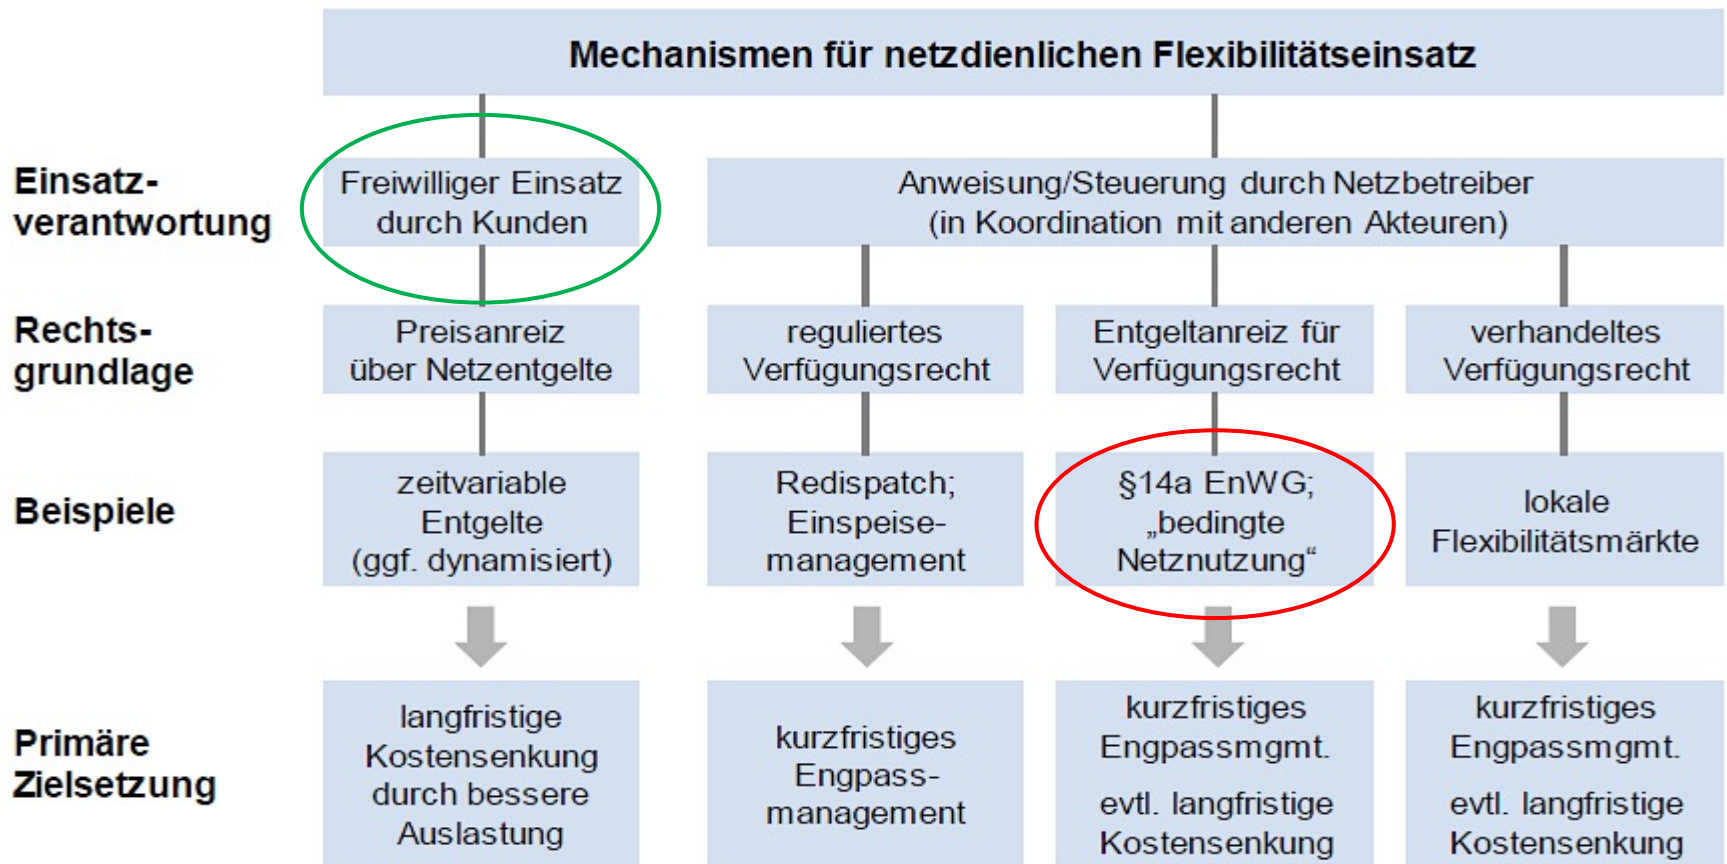 Mechanismen für netzdienlichen Flexibilitätseinsatz
Einsatz-
verantwortung
Freiwilliger Einsatz
durch Kunden
Anweisung/Steuerung durch Netzbetreiber
(in Koordination mit anderen Akteuren)
Rechts-
grundlage
Preisanreiz
über Netzentgelte
reguliertes
Verfügungsrecht
Entgeltanreiz für
Verfügungsrecht
verhandeltes
Verfügungsrecht
Beispiele
zeitvariable
Entgelte
(ggf. dynamisiert)
Redispatch;
Einspeise-
management
§14a EnWG;
„bedingte
Netznutzung“
lokale
Flexibilitätsmärkte
Primäre
Zielsetzung
langfristige
Kostensenkung
durch bessere
Auslastung
kurzfristiges
Engpass-
management
kurzfristiges
Engpassmgmt.
evtl. langfristige
Kostensenkung
kurzfristiges
Engpassmgmt.
evtl. langfristige
Kostensenkung